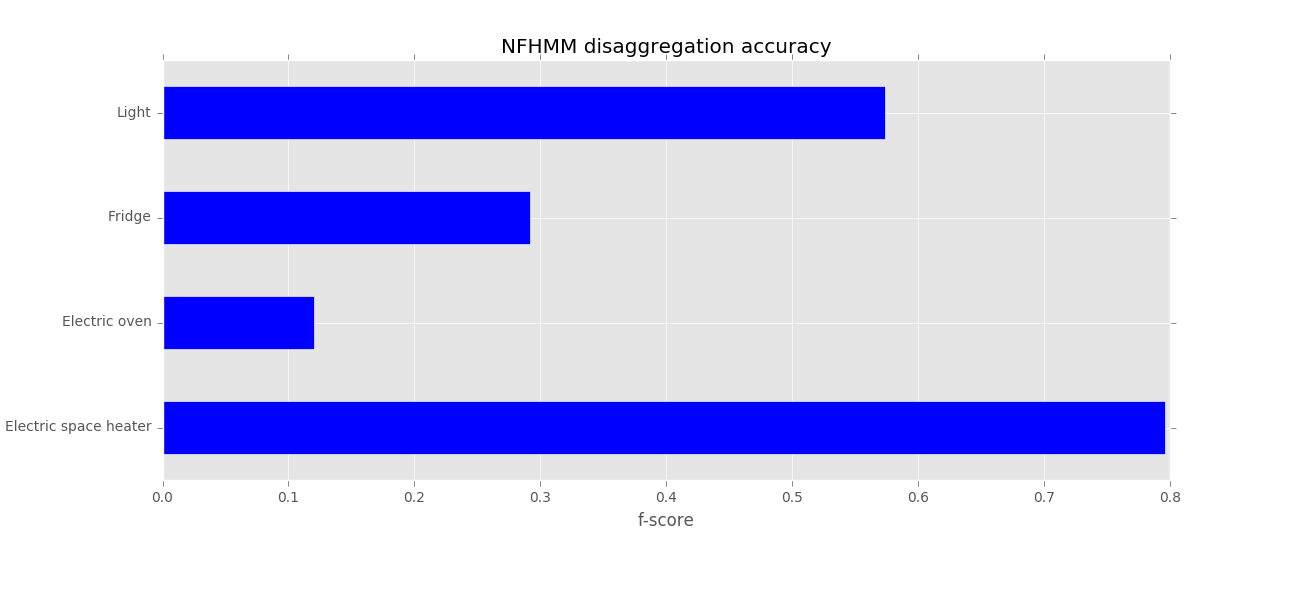 NFHMM disaggregation accuracy
Light
Fridge
Electric oven
Electric space heater
0.0 0.1 0.2 0.3 0.4 0.5 0.6 0.7 0.8
f-score